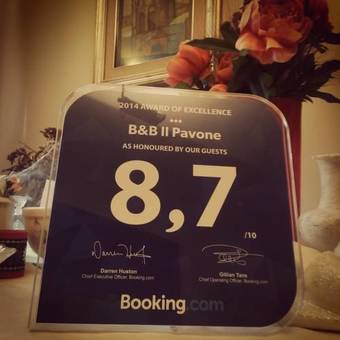 2014 AWARD OF EXCELLENCE
B&B Il Pavone
AS HONOURED BY OUR GUESTS
8,7
/10
Darren Huston
Chief Executive Officer, Booking.com
Gillian Tans
Chief Operating Officer, Booking.com
Booking.com